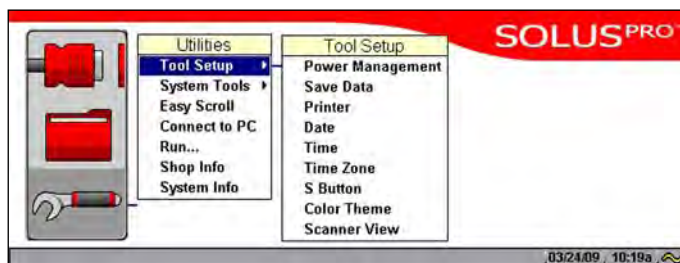 SOLUSPRO
Utilities
Tool Setup
System Tools
Easy Scroll
Connect to PC
Run...
Shop Info
System Info
Tool Setup
Power Management
Save Data
Printer
Date
Time
Time Zone
S Button
Color Theme
Scanner View
03/24/09 10:19a